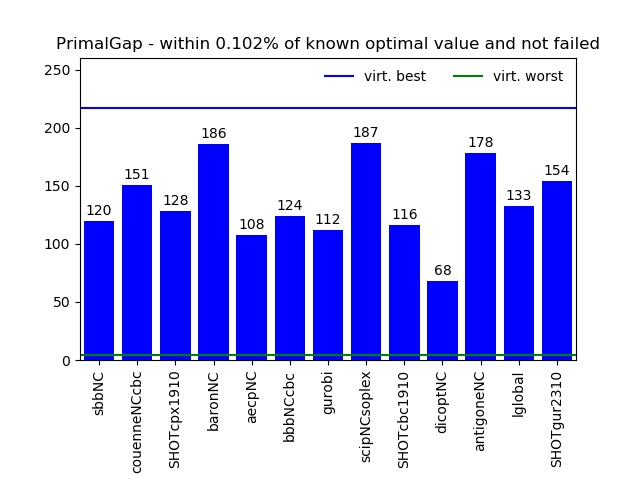 PrimalGap - within 0.102% of known optimal value and not failed
250
200
150
100
50
0
virt. best
virt. worst
120
151
128
186
108
124
112
187
116
68
178
133
154
sbbNC
couenneNCcbc
SHOTcpx1910
baronNC
aecpNC
bbbNCcbc
gurobi
scipNCsoplex
SHOTcbc1910
dicoptNC
antigoneNC
lglobal
SHOTgur2310